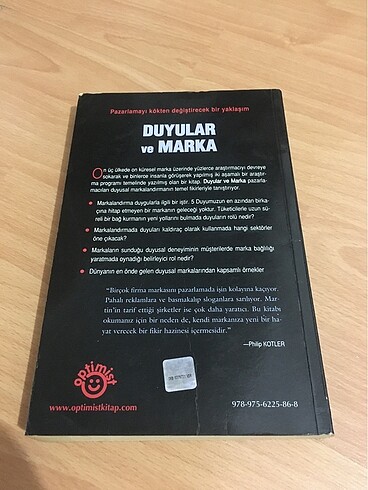 Pazarlamayı kökten değiştirecek bir yaklaşım
DUYULAR
ve MARKA
On üç ülkede on küresel marka üzerinde yüzlerce araştırmacıyı devreye
sokarak ve binlerce insanla görüşerek yapılmış iki aşamalı bir araştır-
ma programı temelinde yazılmış olan bir kitap. Duyular ve Marka pazarla-
macıları duyusal markalandırmanın temel fikirleriyle tanıştırıyor.
• Markalandırma duygularla ilgili bir iştir. 5 Duyumuzun en azından birka-
çına hitap etmeyen bir markanın geleceği yoktur. Tüketicilerle uzun sü-
reli bir bağ kurmanın yeni yollarını bulmada duyuların rolü nedir?
• Markalandırmada duyuları kaldıraç olarak kullanmada hangi sektörler
öne çıkacak?
• Markaların sunduğu duyusal deneyiminin müşterilerde marka bağlılığı
yaratmada oynadığı belirleyici rol nedir?
• Dünyanın en önde gelen duyusal markalarından kapsamlı örnekler
"Birçok firma markasını pazarlamada işin kolayına kaçıyor.
Pahalı reklamlara ve basmakalıp sloganlara sarılıyor. Mar-
tin'in tarif ettiği şirketler ise çok daha yaratıcı. Bu kitabı
okumanız için bir neden de, kendi markanıza yeni bir ha-
yat verecek bir fikir hazinesi içermesidir."
—Philip KOTLER
optimist
www.optimistkitap.com
978-975-6225-86-8